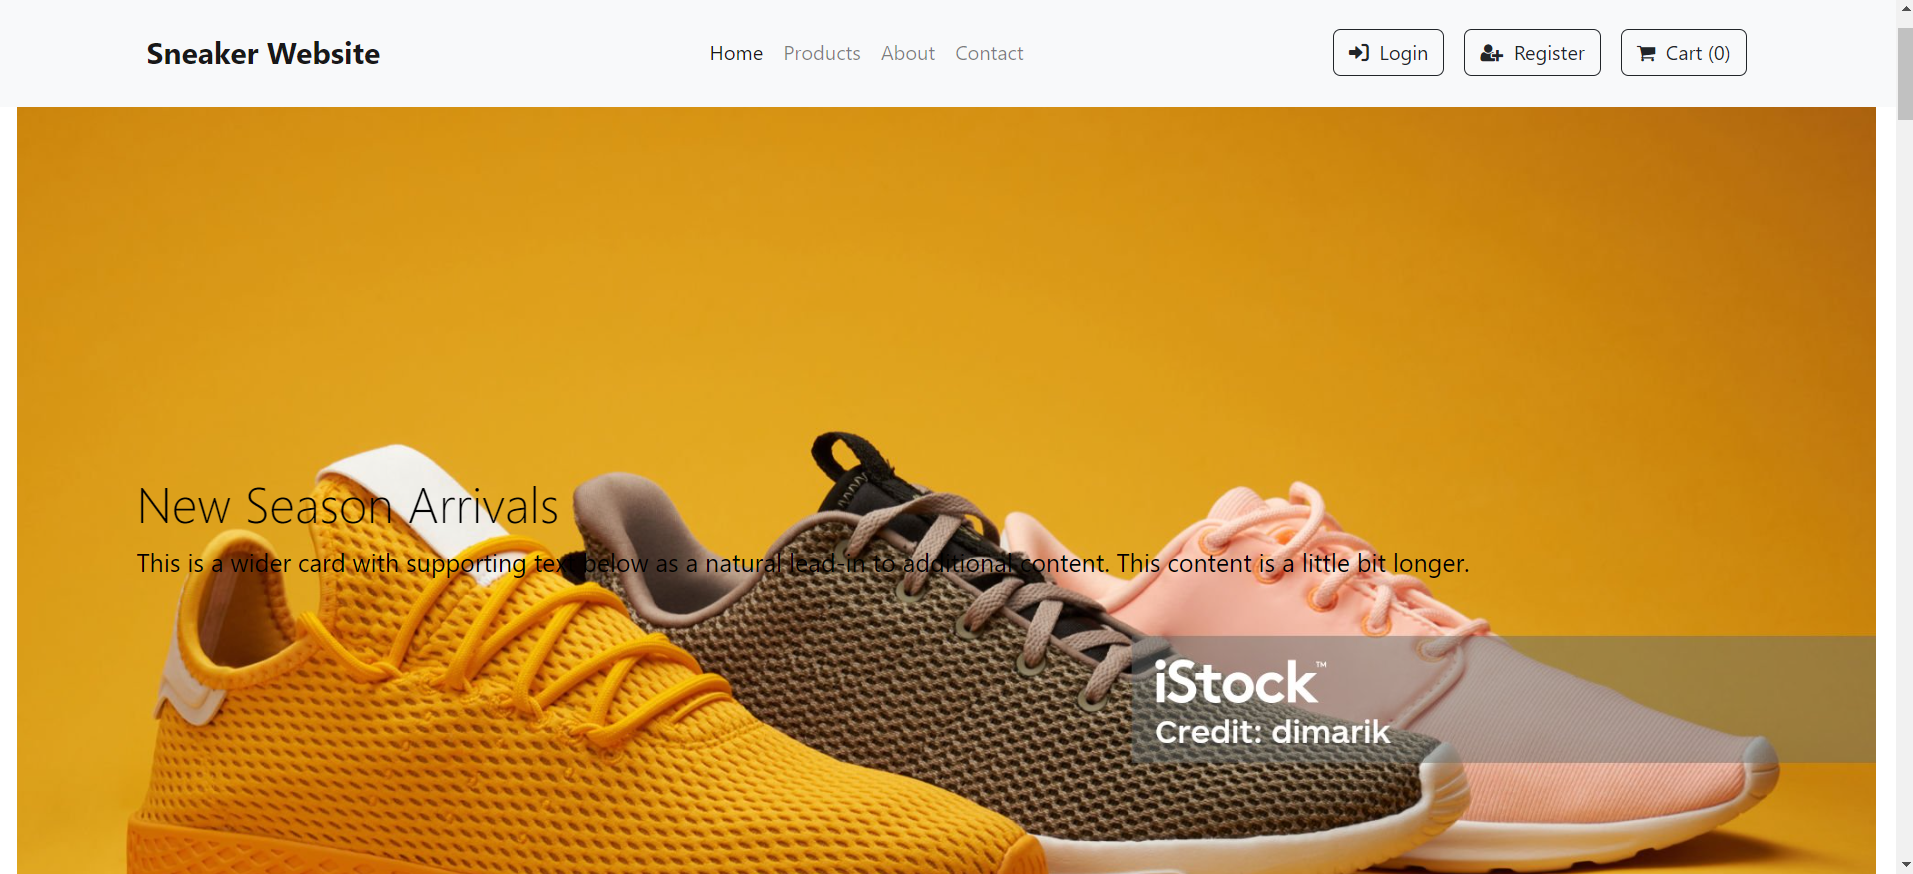 Sneaker Website
Home Products About Contact
Login Register Cart (0)
New Season Arrivals
This is a wider card with supporting text below as a natural lead-in to additional content. This content is a little bit longer.
iStock™
Credit: dimarik